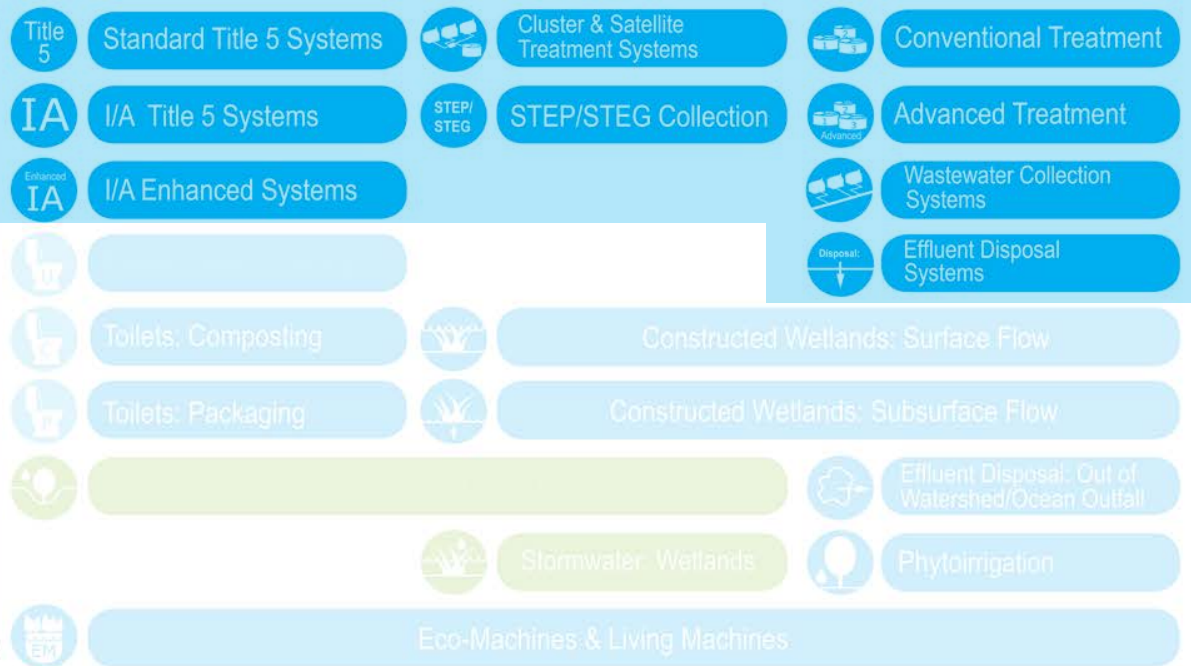 Title
5
Standard Title 5 Systems
Cluster & Satellite
Treatment Systems
Conventional Treatment
IA
I/A Title 5 Systems
STEP/
STEG
STEP/STEG Collection
Advanced
Advanced Treatment
Enhanced
IA
I/A Enhanced Systems
Wastewater Collection
Systems
Disposal:
Effluent Disposal
Systems
U
C
Toilets: Composting
Constructed Wetlands: Surface Flow
P
Toilets: Packaging
Constructed Wetlands: Subsurface Flow
Effluent Disposal: Out of
Watershed/Ocean Outfall
Stormwater: Wetlands
Phytoirrigation
EM
Eco-Machines & Living Machines